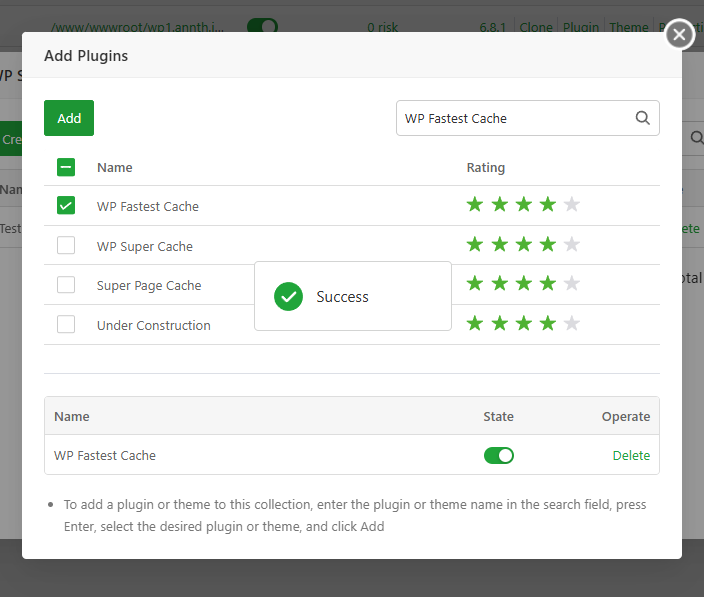 /www/wwwroot/wp1.annth.i... 0 risk 6.8.1 Clone Plugin Theme
Add Plugins
WP S
Add WP Fastest Cache
Cre
Name Rating
Nan
WP Fastest Cache
Test
ete
WP Super Cache
Super Page Cache
otal
Success
Under Construction
Name State Operate
WP Fastest Cache Delete
To add a plugin or theme to this collection, enter the plugin or theme name in the search field, press
Enter, select the desired plugin or theme, and click Add